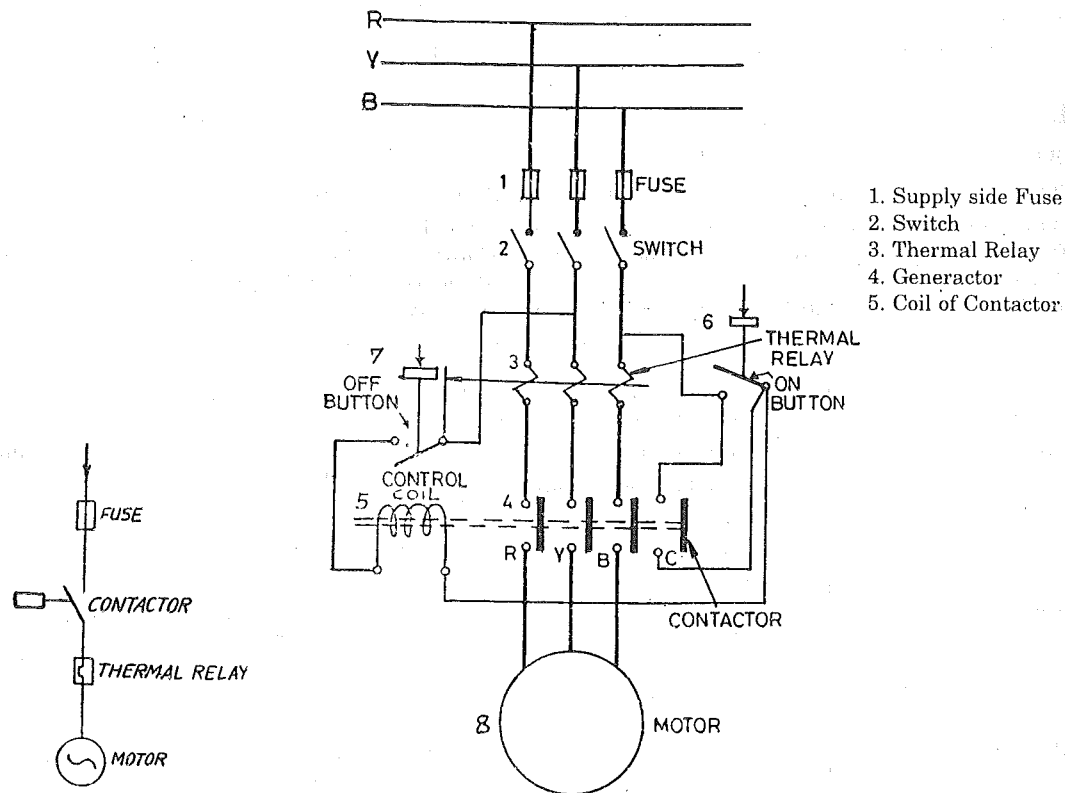 R
Y
B
1
FUSE
2
SWITCH
1. Supply side Fuse
2. Switch
3. Thermal Relay
4. Generactor
5. Coil of Contactor
6
THERMAL
RELAY
7
3
OFF
BUTTON
ON
BUTTON
CONTROL
COIL
5
4
R
Y
B
C
CONTACTOR
8
MOTOR
FUSE
CONTACTOR
THERMAL RELAY
MOTOR